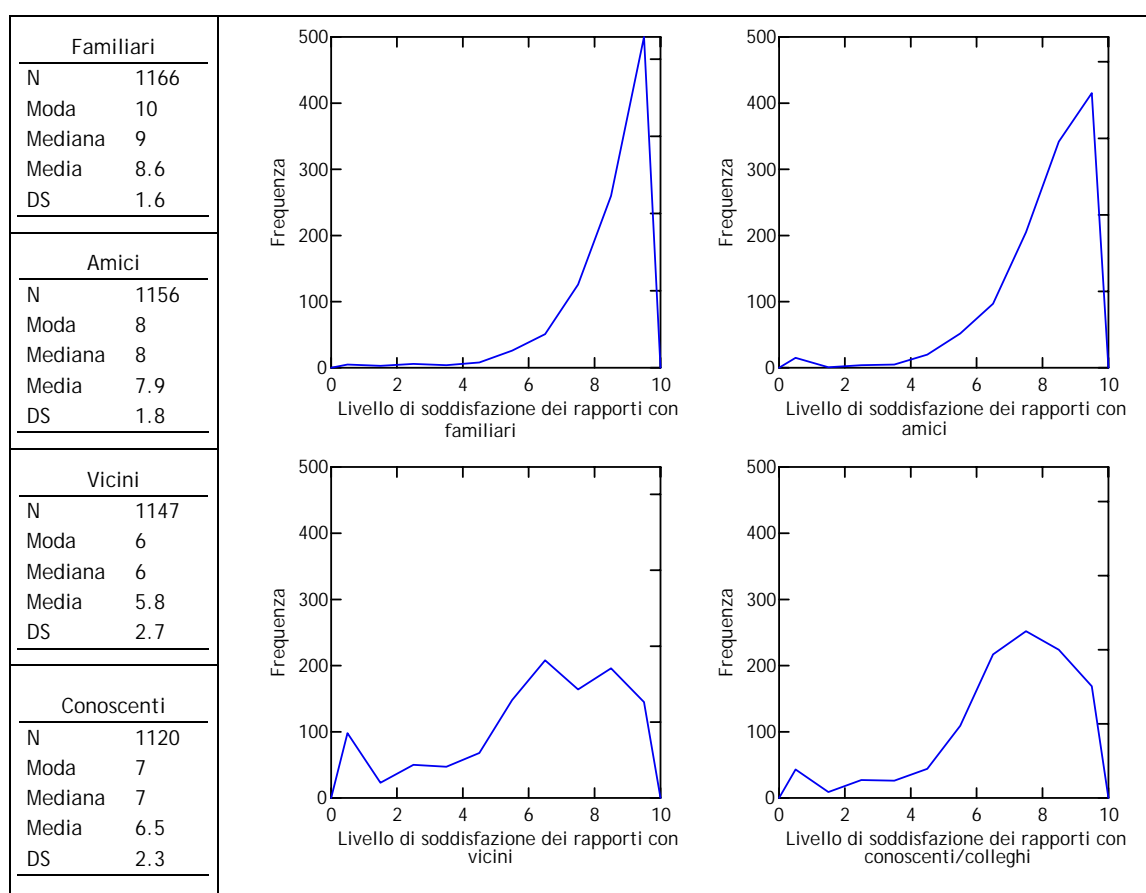 Familiari
N 1166
Moda 10
Mediana 9
Media 8.6
DS 1.6
Amici
N 1156
Moda 8
Mediana 8
Media 7.9
DS 1.8
Vicini
N 1147
Moda 6
Mediana 6
Media 5.8
DS 2.7
Conoscenti
N 1120
Moda 7
Mediana 7
Media 6.5
DS 2.3
500
400
300
200
100
0
Frequenza
0 2 4 6 8 10
Livello di soddisfazione dei rapporti con
familiari
500
400
300
200
100
0
Frequenza
0 2 4 6 8 10
Livello di soddisfazione dei rapporti con
amici
500
400
300
200
100
0
Frequenza
0 2 4 6 8 10
Livello di soddisfazione dei rapporti con
vicini
500
400
300
200
100
0
Frequenza
0 2 4 6 8 10
Livello di soddisfazione dei rapporti con
conoscenti/colleghi